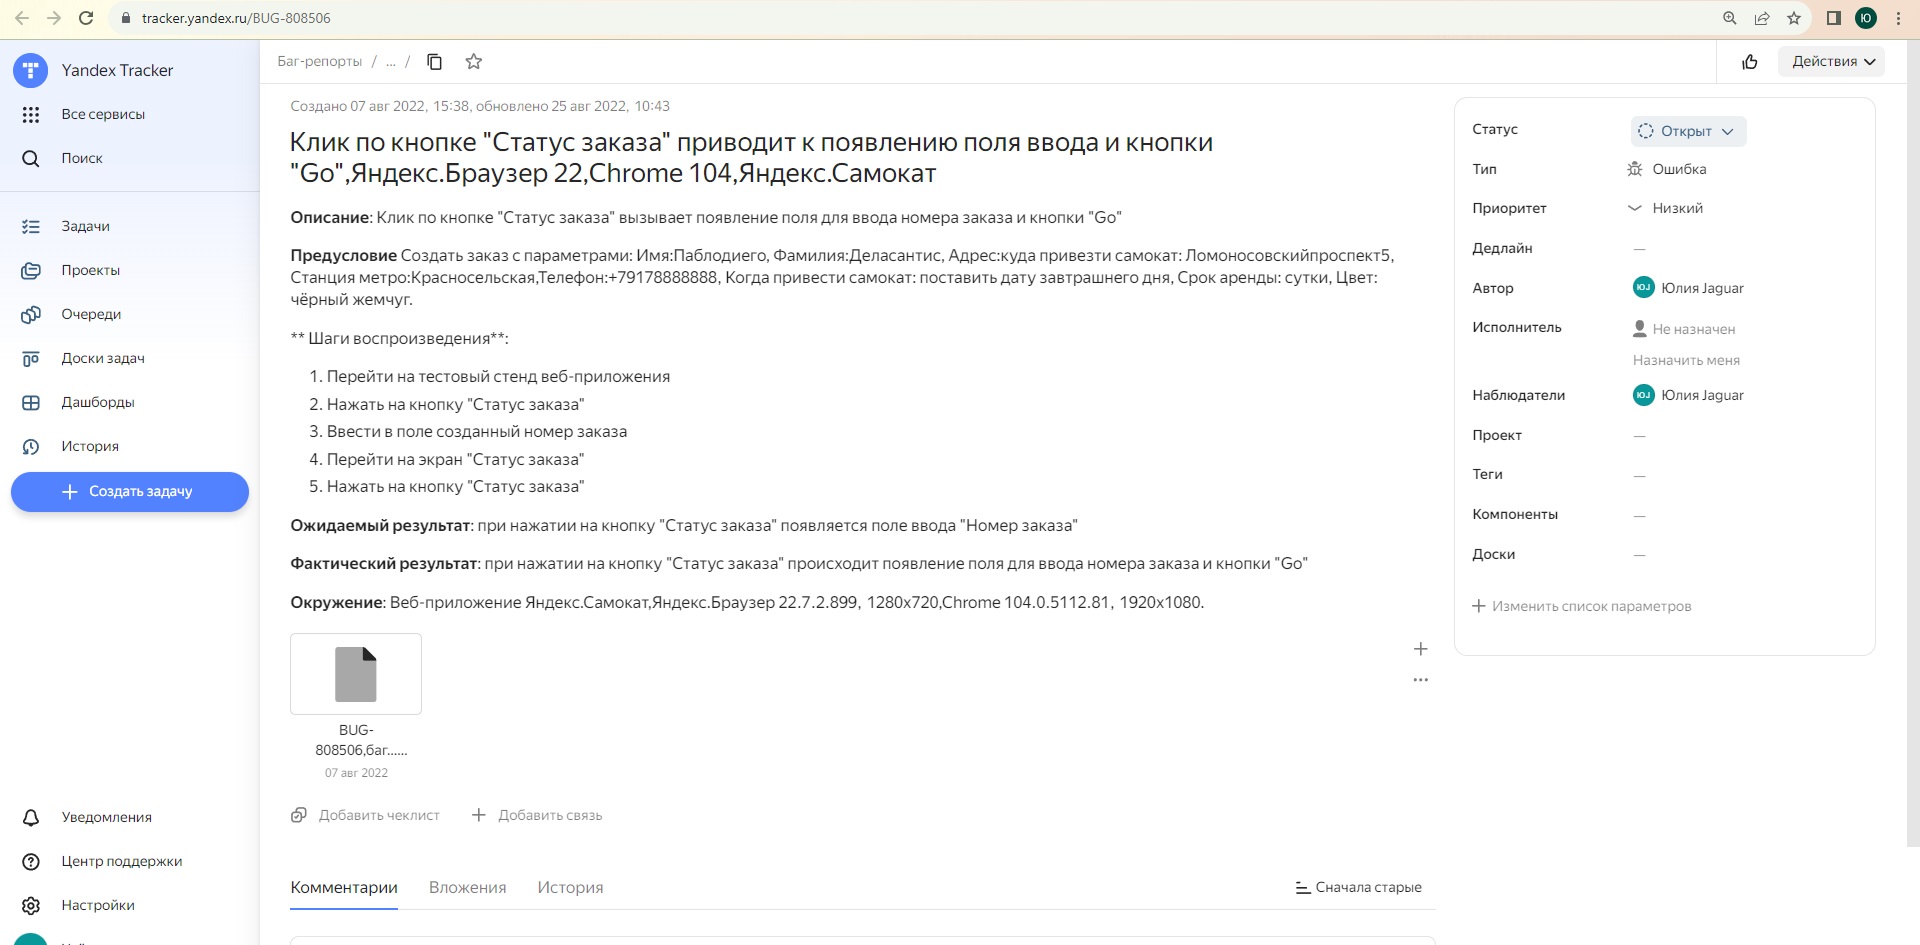 tracker.yandex.ru/BUG-808506
Ю
Yandex Tracker
Все сервисы
Поиск
Задачи
Проекты
Очереди
Доски задач
Дашборды
История
Создать задачу
Уведомления
Центр поддержки
Настройки
Баг-репорты / ... /
Действия
Создано 07 авг 2022, 15:38, обновлено 25 авг 2022, 10:43
Клик по кнопке "Статус заказа" приводит к появлению поля ввода и кнопки
"Go",Яндекс.Браузер 22,Chrome 104,Яндекс.Самокат
Описание: Клик по кнопке "Статус заказа" вызывает появление поля для ввода номера заказа и кнопки "Go"
Предусловие Создать заказ с параметрами: Имя:Паблодиего, Фамилия:Деласантис, Адрес:куда привезти самокат: Ломоносовскийпроспект5,
Станция метро:Красносельская,Телефон:+79178888888, Когда привести самокат: поставить дату завтрашнего дня, Срок аренды: сутки, Цвет:
чёрный жемчуг.
** Шаги воспроизведения**:
1. Перейти на тестовый стенд веб-приложения
2. Нажать на кнопку "Статус заказа"
3. Ввести в поле созданный номер заказа
4. Перейти на экран "Статус заказа"
5. Нажать на кнопку "Статус заказа"
Ожидаемый результат: при нажатии на кнопку "Статус заказа" появляется поле ввода "Номер заказа"
Фактический результат: при нажатии на кнопку "Статус заказа" происходит появление поля для ввода номера заказа и кнопки "Go"
Окружение: Веб-приложение Яндекс.Самокат,Яндекс.Браузер 22.7.2.899, 1280x720,Chrome 104.0.5112.81, 1920x1080.
BUG-
808506,баг......
07 авг 2022
Добавить чеклист
Добавить связь
Комментарии
Вложения
История
Сначала старые
Статус
Открыт
Тип
Ошибка
Приоритет
Низкий
Дедлайн
—
Автор
ЮJ
Юлия Jaguar
Исполнитель
Не назначен
Назначить меня
Наблюдатели
ЮJ
Юлия Jaguar
Проект
—
Теги
—
Компоненты
—
Доски
—
Изменить список параметров